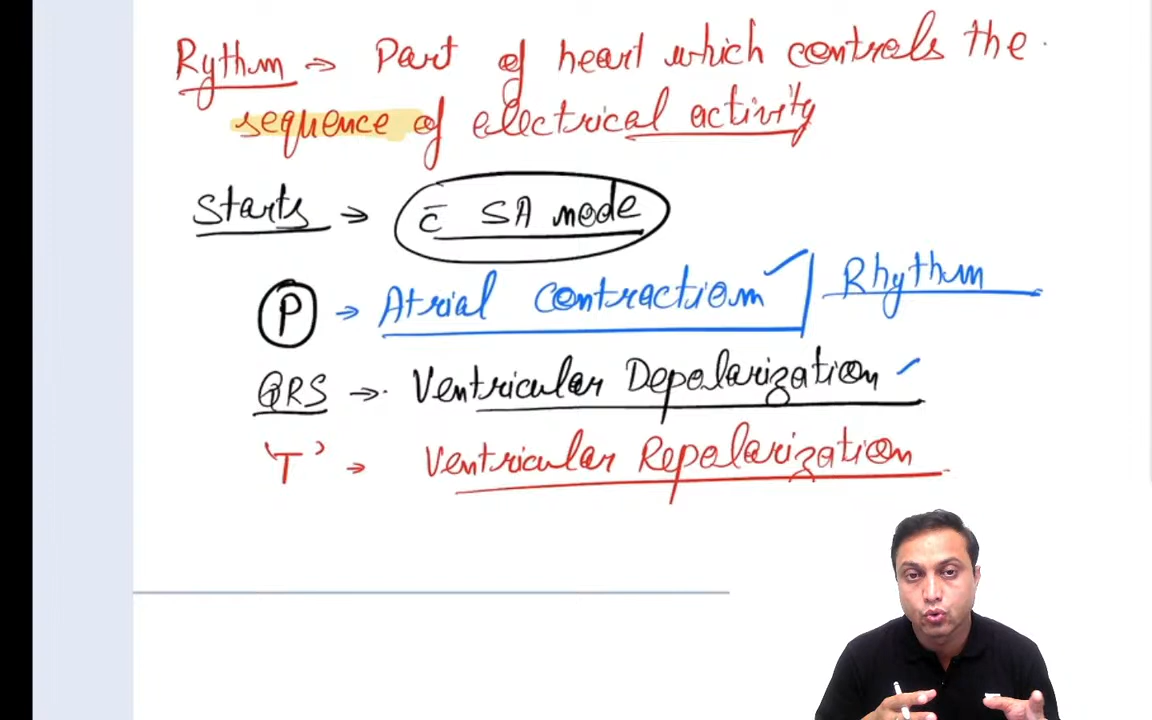 Rythm → Part of heart which controls the
sequence of electrical activity
Starts → c̄ SA node
P → Atrial contraction Rhythm
QRS → Ventricular Depolarization
'T' → Ventricular Repolarization